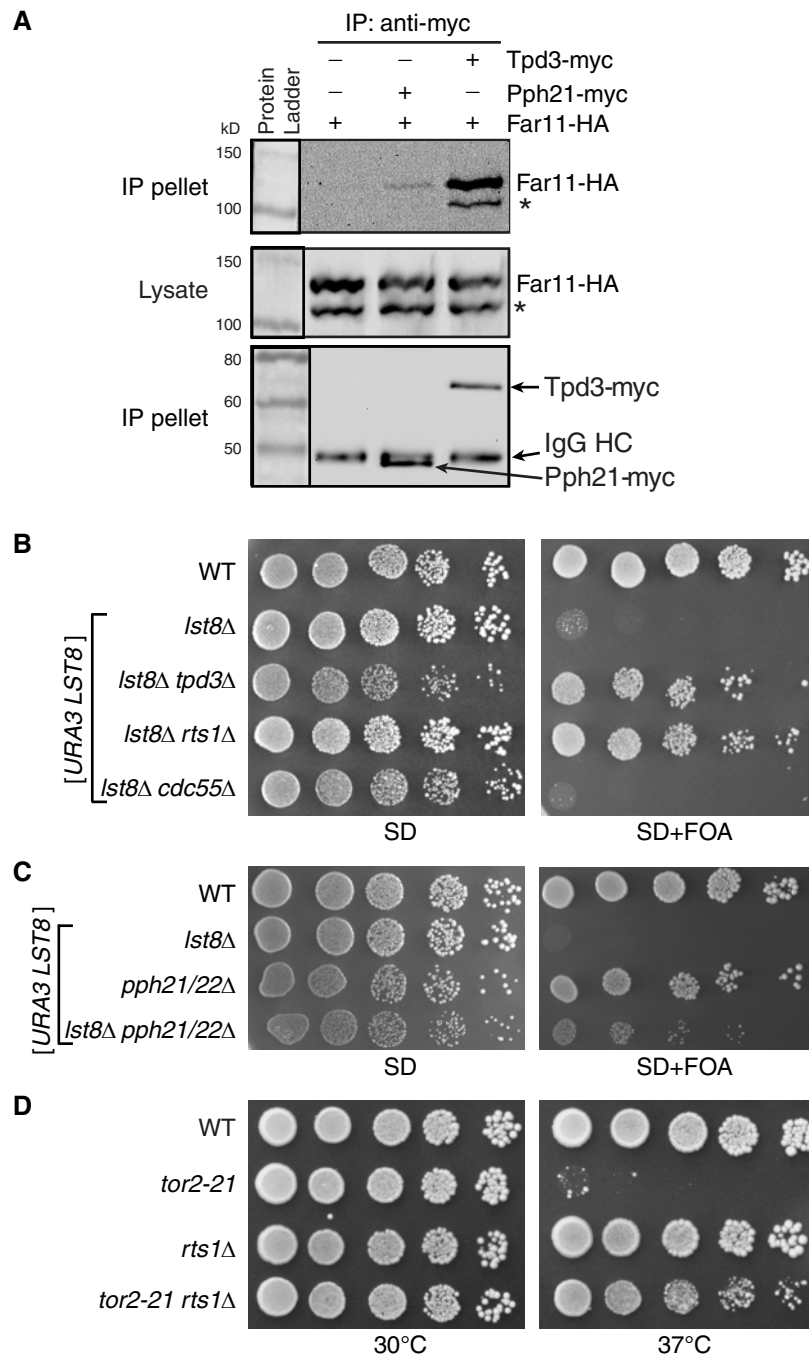 A
IP: anti-myc
– – + Tpd3-myc
– + – Pph21-myc
+ + + Far11-HA
kD
Protein Ladder
150
100
IP pellet
Far11-HA
*
150
100
Lysate
Far11-HA
*
80
60
50
IP pellet
Tpd3-myc
IgG HC
Pph21-myc
B
[URA3 LST8]
WT
lst8Δ
lst8Δ tpd3Δ
lst8Δ rts1Δ
lst8Δ cdc55Δ
SD
SD+FOA
C
[URA3 LST8]
WT
lst8Δ
pph21/22Δ
lst8Δ pph21/22Δ
SD
SD+FOA
D
WT
tor2-21
rts1Δ
tor2-21 rts1Δ
30°C
37°C